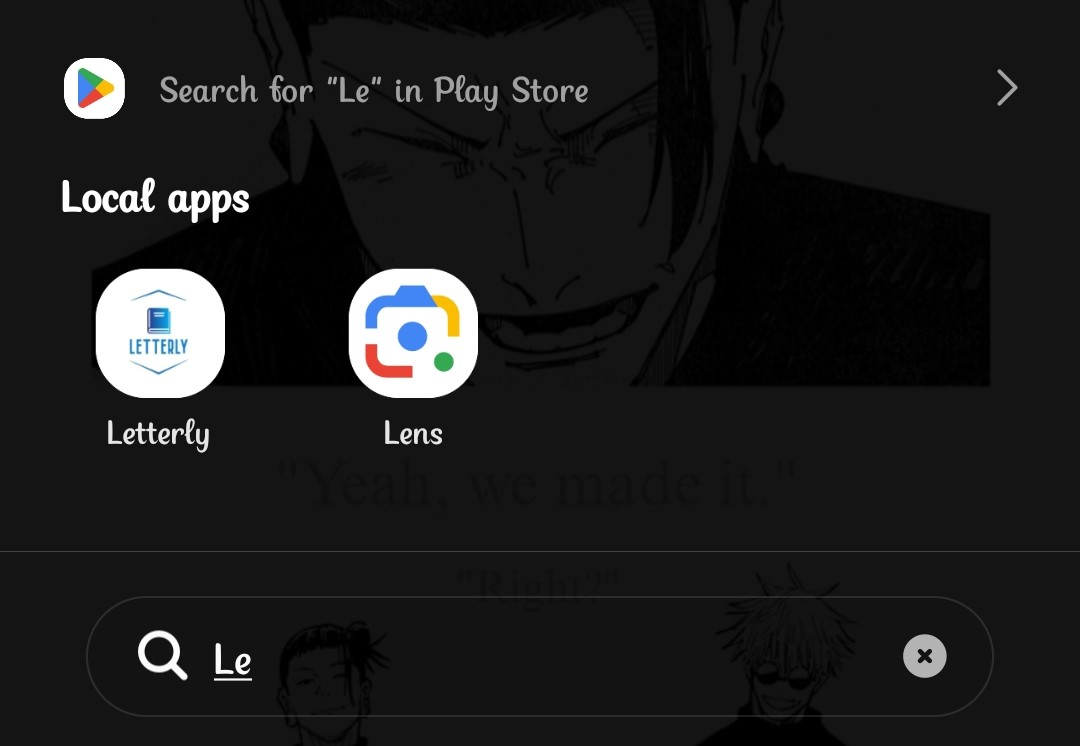 Search for "Le" in Play Store
Local apps
LETTERLY
Letterly
Lens
"Yeah, we made it."
"Right?"
Le